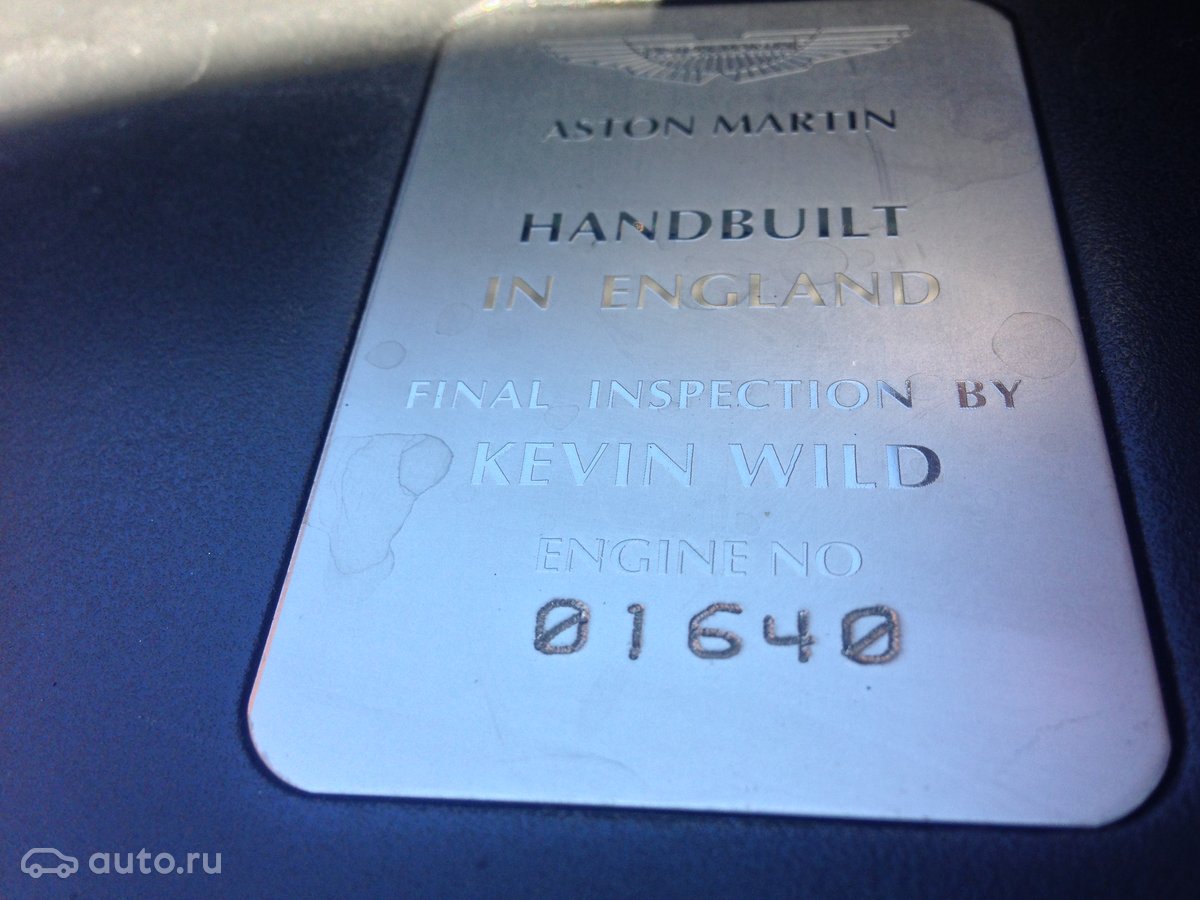 ASTON MARTIN
HANDBUILT
IN ENGLAND
FINAL INSPECTION BY
KEVIN WILD
ENGINE NO
01640
auto.ru